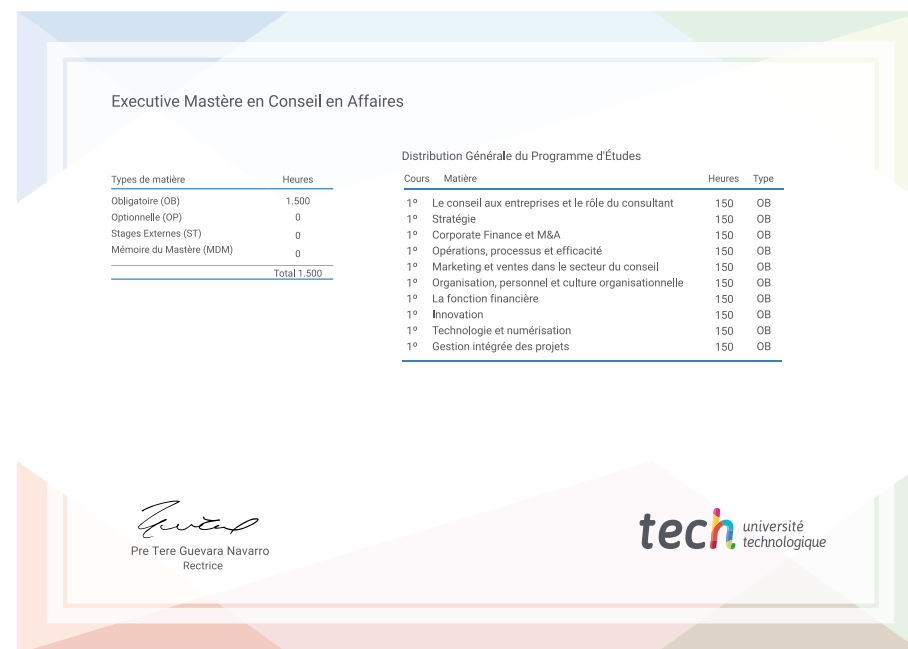 Executive Mastère en Conseil en Affaires
Types de matière Heures
Obligatoire (OB) 1.500
Optionnelle (OP) 0
Stages Externes (ST) 0
Mémoire du Mastère (MDM) 0
Total 1.500
Distribution Générale du Programme d'Études
Cours Matière Heures Type
1º Le conseil aux entreprises et le rôle du consultant 150 OB
1º Stratégie 150 OB
1º Corporate Finance et M&A 150 OB
1º Opérations, processus et efficacité 150 OB
1º Marketing et ventes dans le secteur du conseil 150 OB
1º Organisation, personnel et culture organisationnelle 150 OB
1º La fonction financière 150 OB
1º Innovation 150 OB
1º Technologie et numérisation 150 OB
1º Gestion intégrée des projets 150 OB
Pre Tere Guevara Navarro
Rectrice
tech université
technologique